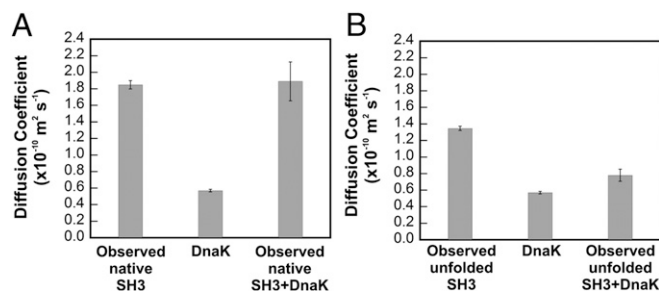 A
Diffusion Coefficient
(x10⁻¹⁰ m² s⁻¹)
2.4
2.2
2.0
1.8
1.6
1.4
1.2
1.0
0.8
0.6
0.4
0.2
0.0
Observed
native
SH3
DnaK
Observed
native
SH3+DnaK
B
Diffusion Coefficient
(x10⁻¹⁰ m² s⁻¹)
2.4
2.2
2.0
1.8
1.6
1.4
1.2
1.0
0.8
0.6
0.4
0.2
0.0
Observed
unfolded
SH3
DnaK
Observed
unfolded
SH3+DnaK